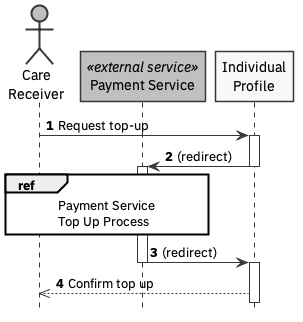 Care
Receiver
«external service»
Payment Service
Individual
Profile
1 Request top-up
2 (redirect)
ref
Payment Service
Top Up Process
3 (redirect)
4 Confirm top up